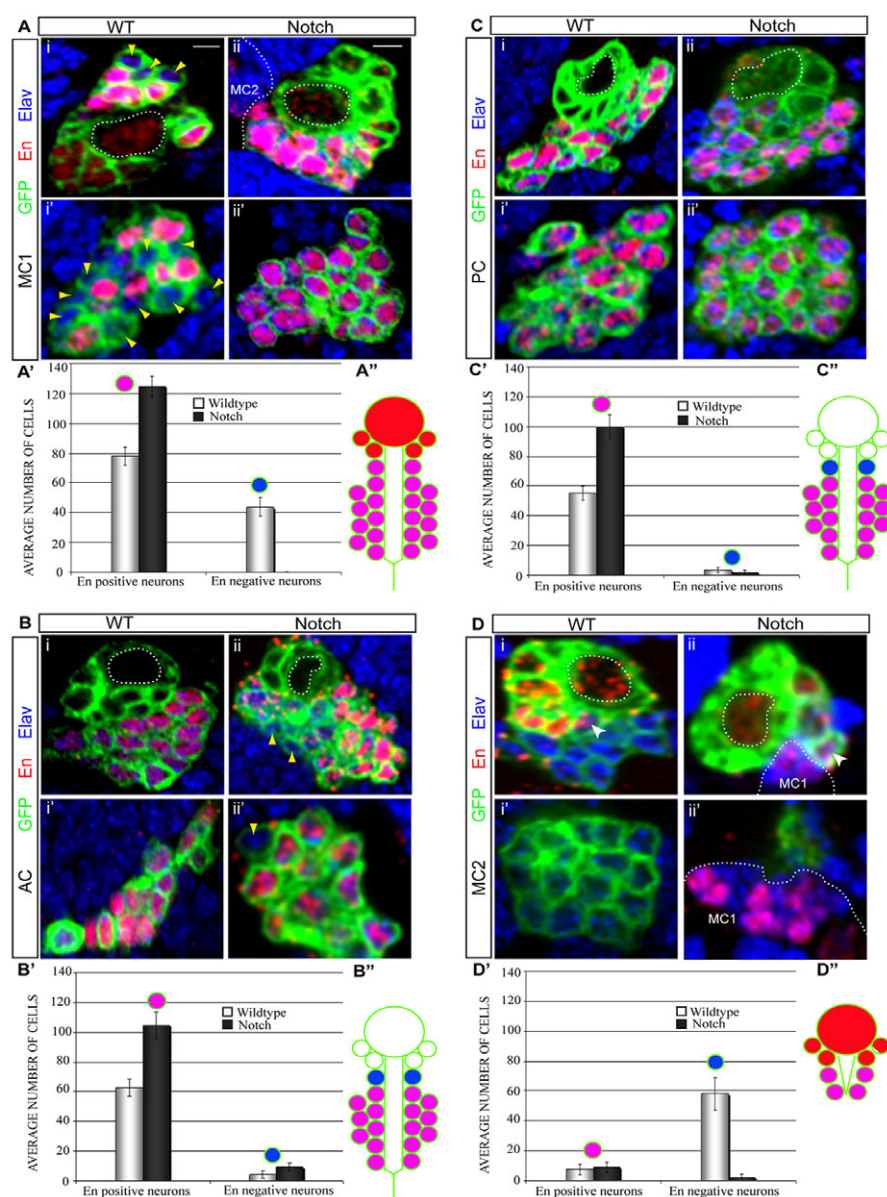 A
WT
Notch
i
ii
MC2
i'
ii'
GFP En Elav
MC1
A'
AVERAGE NUMBER OF CELLS
140
120
100
80
60
40
20
0
Wildtype
Notch
En positive neurons
En negative neurons
A''
C
WT
Notch
i
ii
i'
ii'
GFP En Elav
PC
C'
AVERAGE NUMBER OF CELLS
140
120
100
80
60
40
20
0
Wildtype
Notch
En positive neurons
En negative neurons
C''
B
WT
Notch
i
ii
i'
ii'
GFP En Elav
AC
B'
AVERAGE NUMBER OF CELLS
140
120
100
80
60
40
20
0
Wildtype
Notch
En positive neurons
En negative neurons
B''
D
WT
Notch
i
ii
MC1
i'
ii'
MC1
GFP En Elav
MC2
D'
AVERAGE NUMBER OF CELLS
140
120
100
80
60
40
20
0
Wildtype
Notch
En positive neurons
En negative neurons
D''